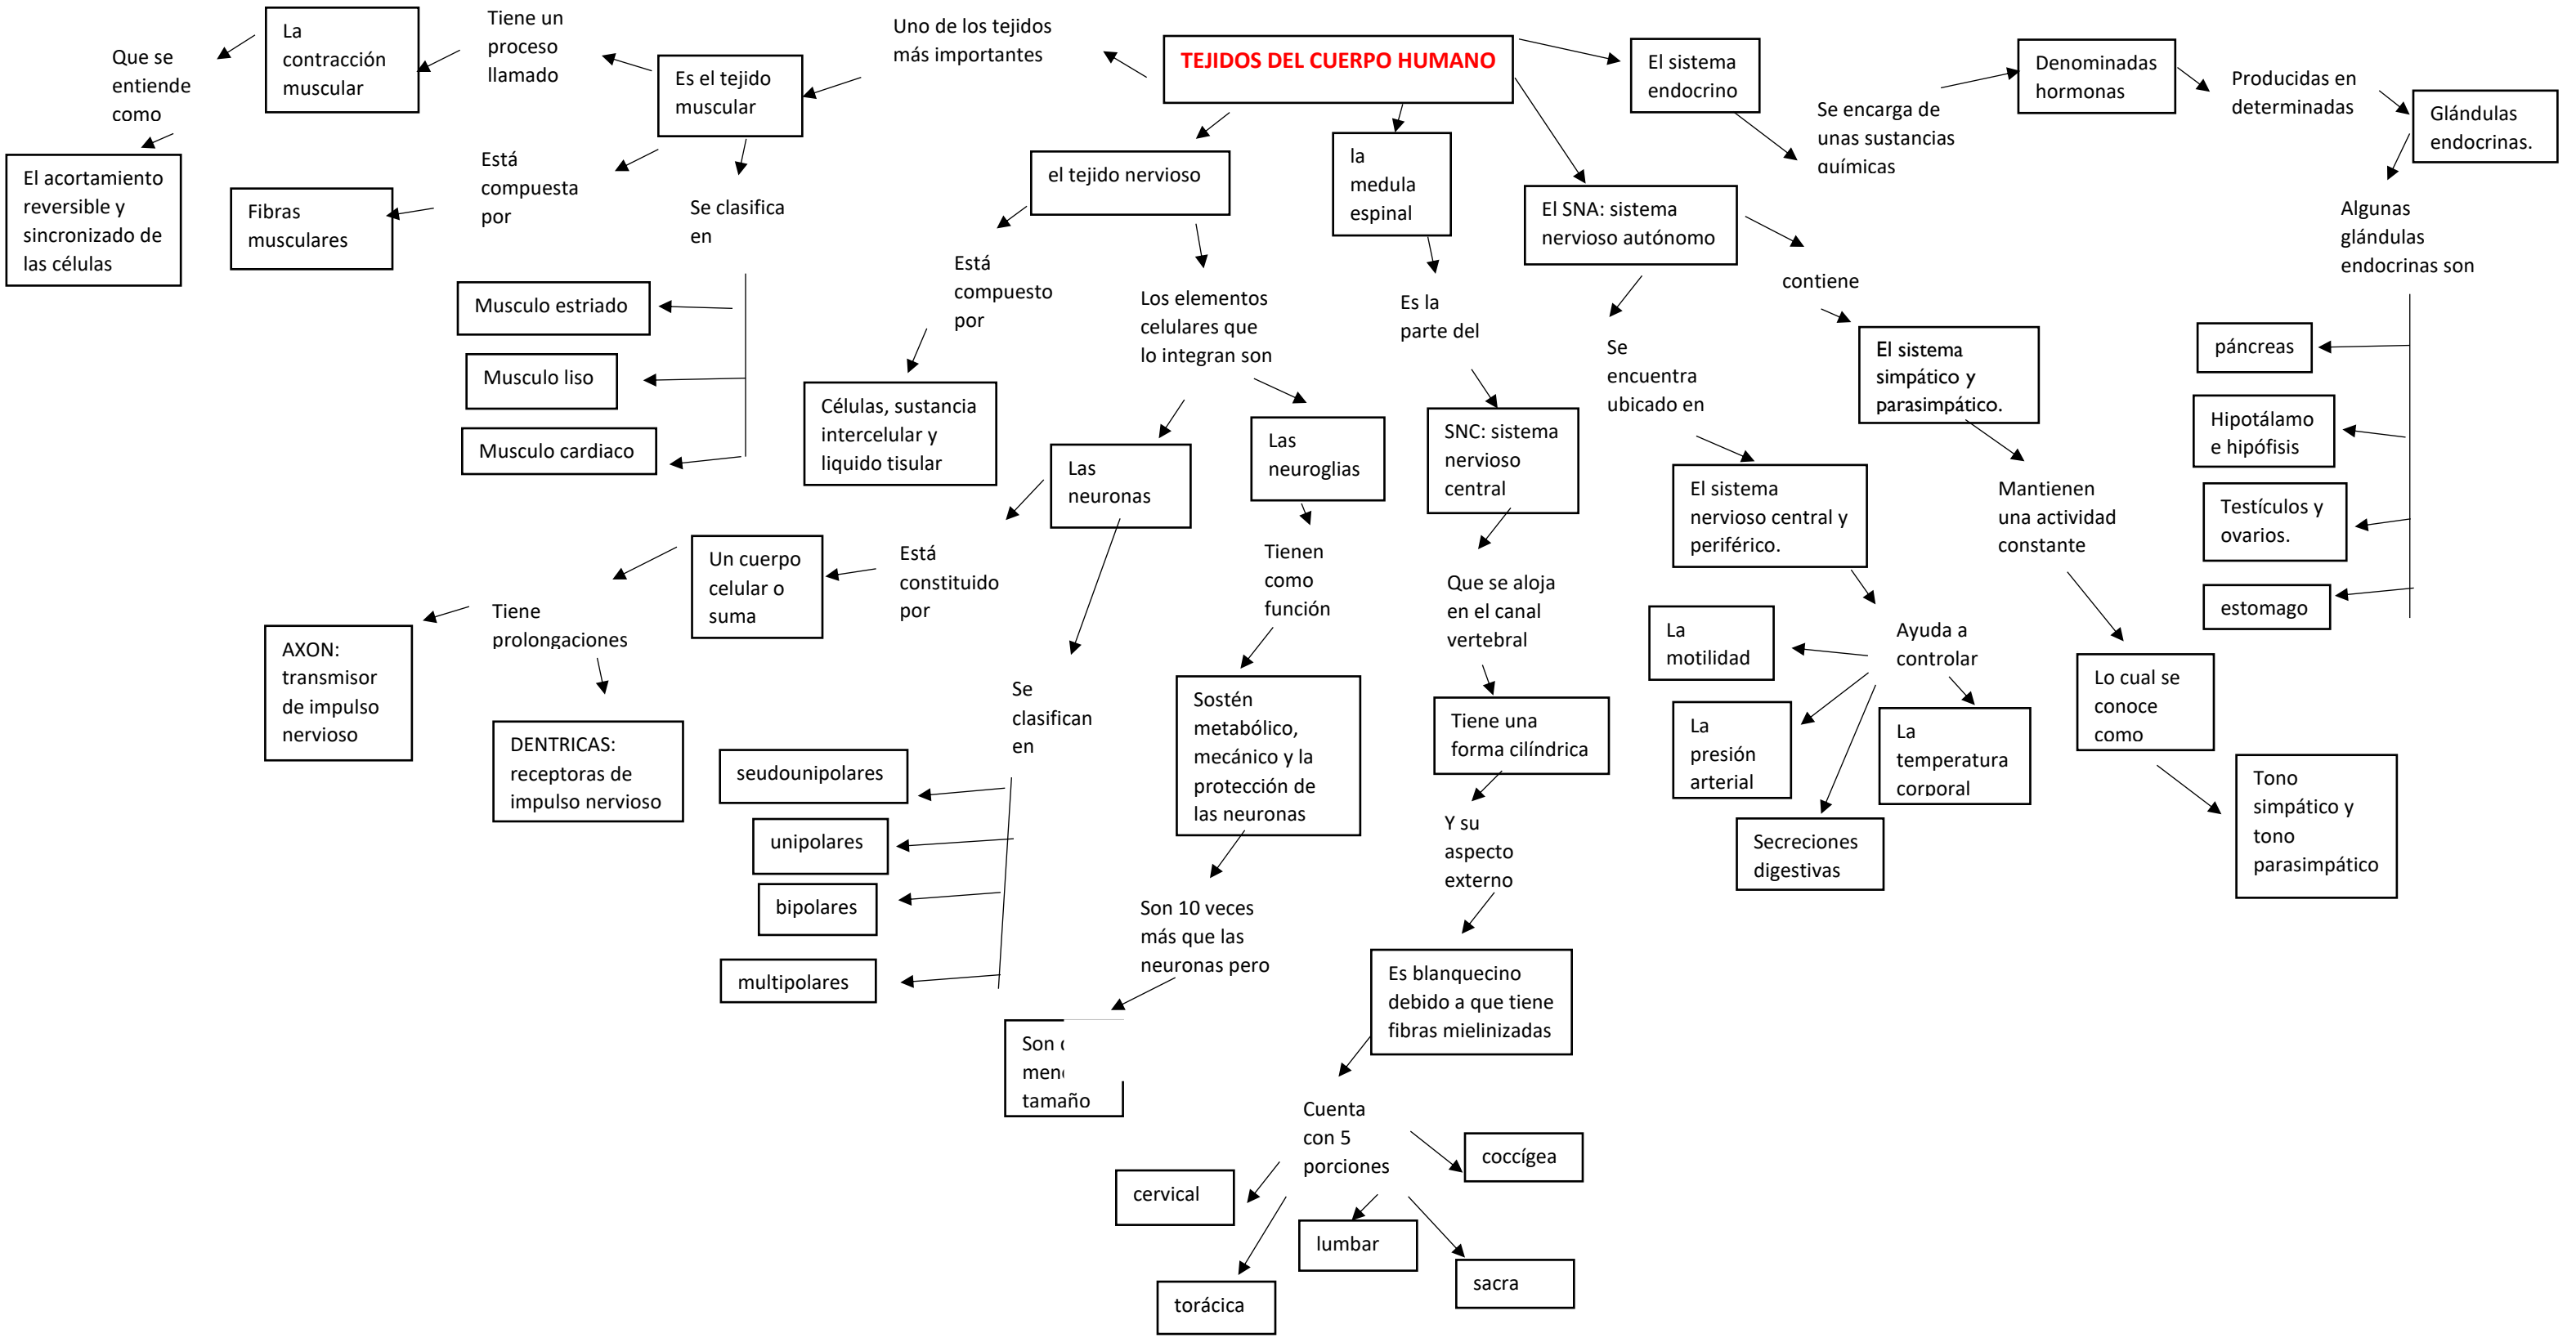 TEJIDOS DEL CUERPO HUMANO
Uno de los tejidos
más importantes
Es el tejido
muscular
Tiene un
proceso
llamado
La
contracción
muscular
Que se
entiende
como
El acortamiento
reversible y
sincronizado de
las células
Está
compuesta
por
Fibras
musculares
Se clasifica
en
Musculo estriado
Musculo liso
Musculo cardiaco
el tejido nervioso
Está
compuesto
por
Células, sustancia
intercelular y
liquido tisular
Los elementos
celulares que
lo integran son
Las
neuronas
Está
constituido
por
Un cuerpo
celular o
suma
Tiene
prolongaciones
AXON:
transmisor
de impulso
nervioso
DENTRICAS:
receptoras de
impulso nervioso
Se
clasifican
en
seudounipolares
unipolares
bipolares
multipolares
Las
neuroglias
Tienen
como
función
Sostén
metabólico,
mecánico y la
protección de
las neuronas
Son 10 veces
más que las
neuronas pero
Son
tamaño
la
medula
espinal
Es la
parte del
SNC: sistema
nervioso
central
Que se aloja
en el canal
vertebral
Tiene una
forma cilíndrica
Y su
aspecto
externo
Es blanquecino
debido a que tiene
fibras mielinizadas
Cuenta
con 5
porciones
cervical
torácica
lumbar
sacra
coccígea
El SNA: sistema
nervioso autónomo
Se
encuentra
ubicado en
El sistema
nervioso central y
periférico.
Ayuda a
controlar
La
motilidad
La
presión
arterial
Secreciones
digestivas
La
temperatura
corporal
contiene
El sistema
simpático y
parasimpático.
Mantienen
una actividad
constante
Lo cual se
conoce
como
Tono
simpático y
tono
parasimpático
El sistema
endocrino
Se encarga de
unas sustancias
químicas
Denominadas
hormonas
Producidas en
determinadas
Glándulas
endocrinas.
Algunas
glándulas
endocrinas son
páncreas
Hipotálamo
e hipófisis
Testículos y
ovarios.
estomago